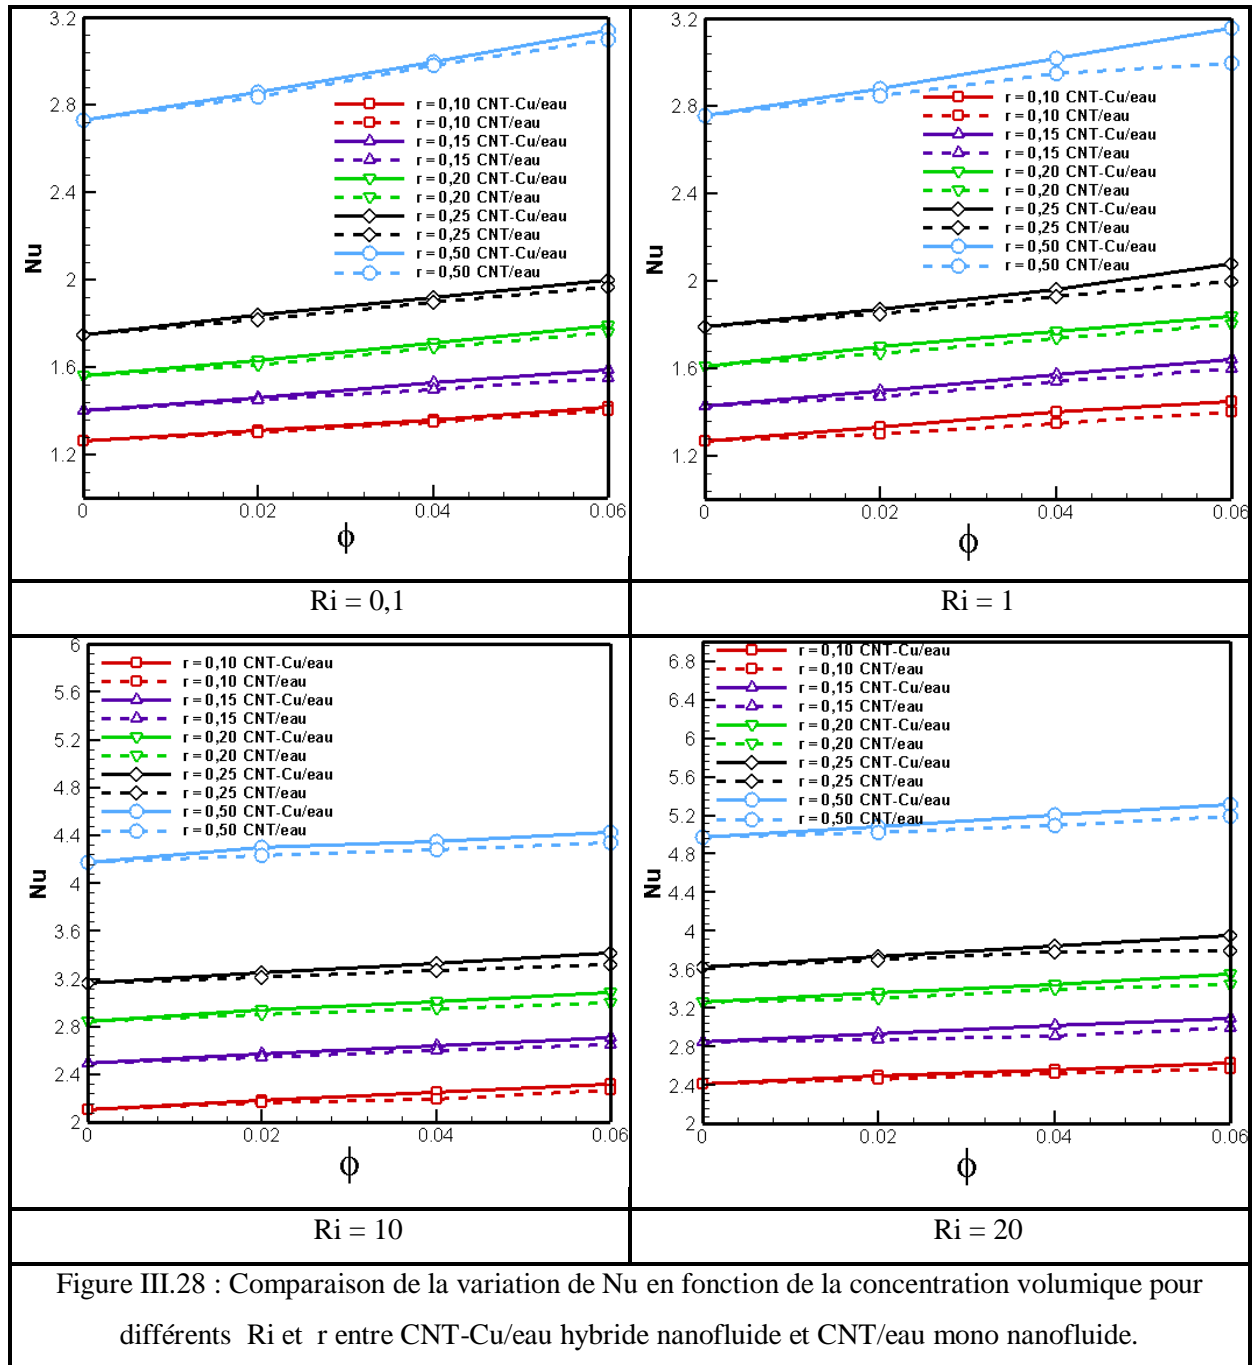 3.2
2.8
2.4
2
1.6
1.2
Nu
r = 0,10 CNT-Cu/eau
r = 0,10 CNT/eau
r = 0,15 CNT-Cu/eau
r = 0,15 CNT/eau
r = 0,20 CNT-Cu/eau
r = 0,20 CNT/eau
r = 0,25 CNT-Cu/eau
r = 0,25 CNT/eau
r = 0,50 CNT-Cu/eau
r = 0,50 CNT/eau
0 0.02 0.04 0.06
ϕ
3.2
2.8
2.4
2
1.6
1.2
Nu
r = 0,10 CNT-Cu/eau
r = 0,10 CNT/eau
r = 0,15 CNT-Cu/eau
r = 0,15 CNT/eau
r = 0,20 CNT-Cu/eau
r = 0,20 CNT/eau
r = 0,25 CNT-Cu/eau
r = 0,25 CNT/eau
r = 0,50 CNT-Cu/eau
r = 0,50 CNT/eau
0 0.02 0.04 0.06
ϕ
Ri = 0,1
Ri = 1
6
5.6
5.2
4.8
4.4
4
3.6
3.2
2.8
2.4
2
Nu
r = 0,10 CNT-Cu/eau
r = 0,10 CNT/eau
r = 0,15 CNT-Cu/eau
r = 0,15 CNT/eau
r = 0,20 CNT-Cu/eau
r = 0,20 CNT/eau
r = 0,25 CNT-Cu/eau
r = 0,25 CNT/eau
r = 0,50 CNT-Cu/eau
r = 0,50 CNT/eau
0 0.02 0.04 0.06
ϕ
6.8
6.4
6
5.6
5.2
4.8
4.4
4
3.6
3.2
2.8
2.4
2
Nu
r = 0,10 CNT-Cu/eau
r = 0,10 CNT/eau
r = 0,15 CNT-Cu/eau
r = 0,15 CNT/eau
r = 0,20 CNT-Cu/eau
r = 0,20 CNT/eau
r = 0,25 CNT-Cu/eau
r = 0,25 CNT/eau
r = 0,50 CNT-Cu/eau
r = 0,50 CNT/eau
0 0.02 0.04 0.06
ϕ
Ri = 10
Ri = 20
Figure III.28 : Comparaison de la variation de Nu en fonction de la concentration volumique pour
différents Ri et r entre CNT-Cu/eau hybride nanofluide et CNT/eau mono nanofluide.